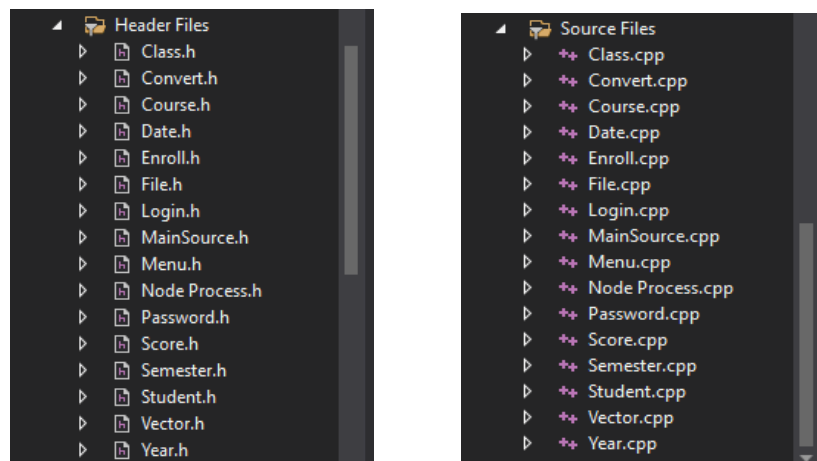 Header Files
Class.h
Convert.h
Course.h
Date.h
Enroll.h
File.h
Login.h
MainSource.h
Menu.h
Node Process.h
Password.h
Score.h
Semester.h
Student.h
Vector.h
Year.h
Source Files
Class.cpp
Convert.cpp
Course.cpp
Date.cpp
Enroll.cpp
File.cpp
Login.cpp
MainSource.cpp
Menu.cpp
Node Process.cpp
Password.cpp
Score.cpp
Semester.cpp
Student.cpp
Vector.cpp
Year.cpp